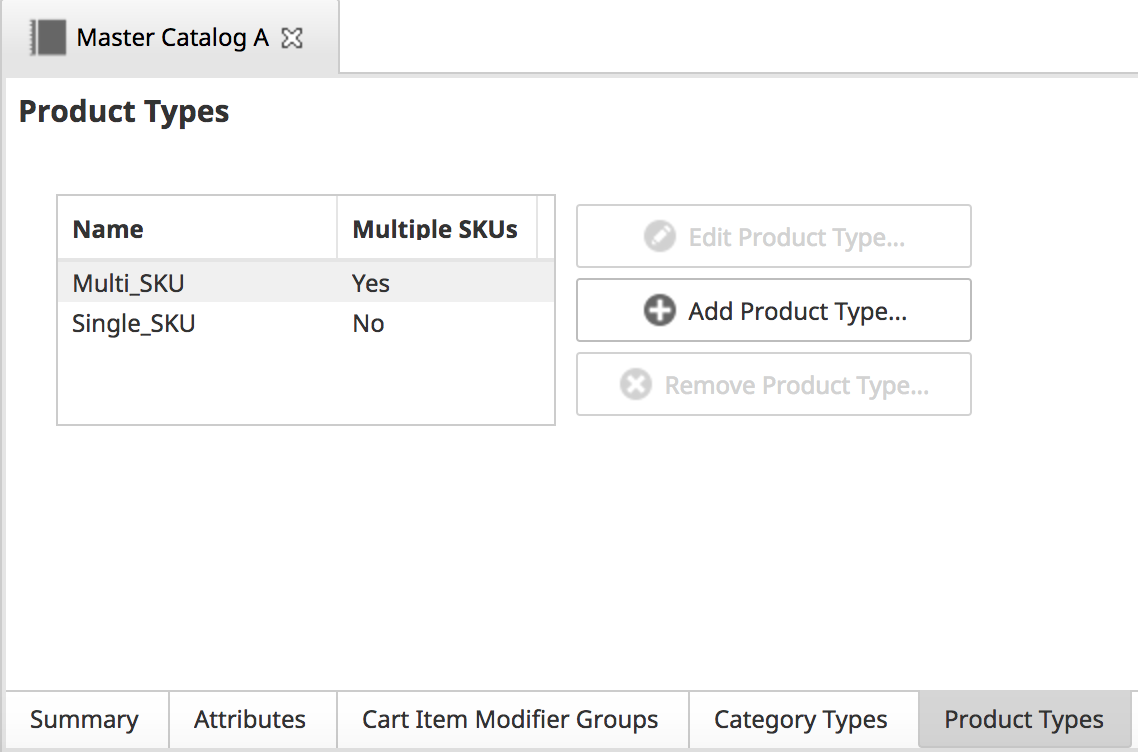 Master Catalog A
Product Types
Name Multiple SKUs
Multi_SKU Yes
Single_SKU No
Edit Product Type...
Add Product Type...
Remove Product Type...
Summary Attributes Cart Item Modifier Groups Category Types Product Types